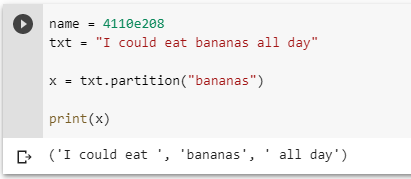 name = 4110e208
txt = "I could eat bananas all day"
x = txt.partition("bananas")
print(x)
('I could eat ', 'bananas', ' all day')